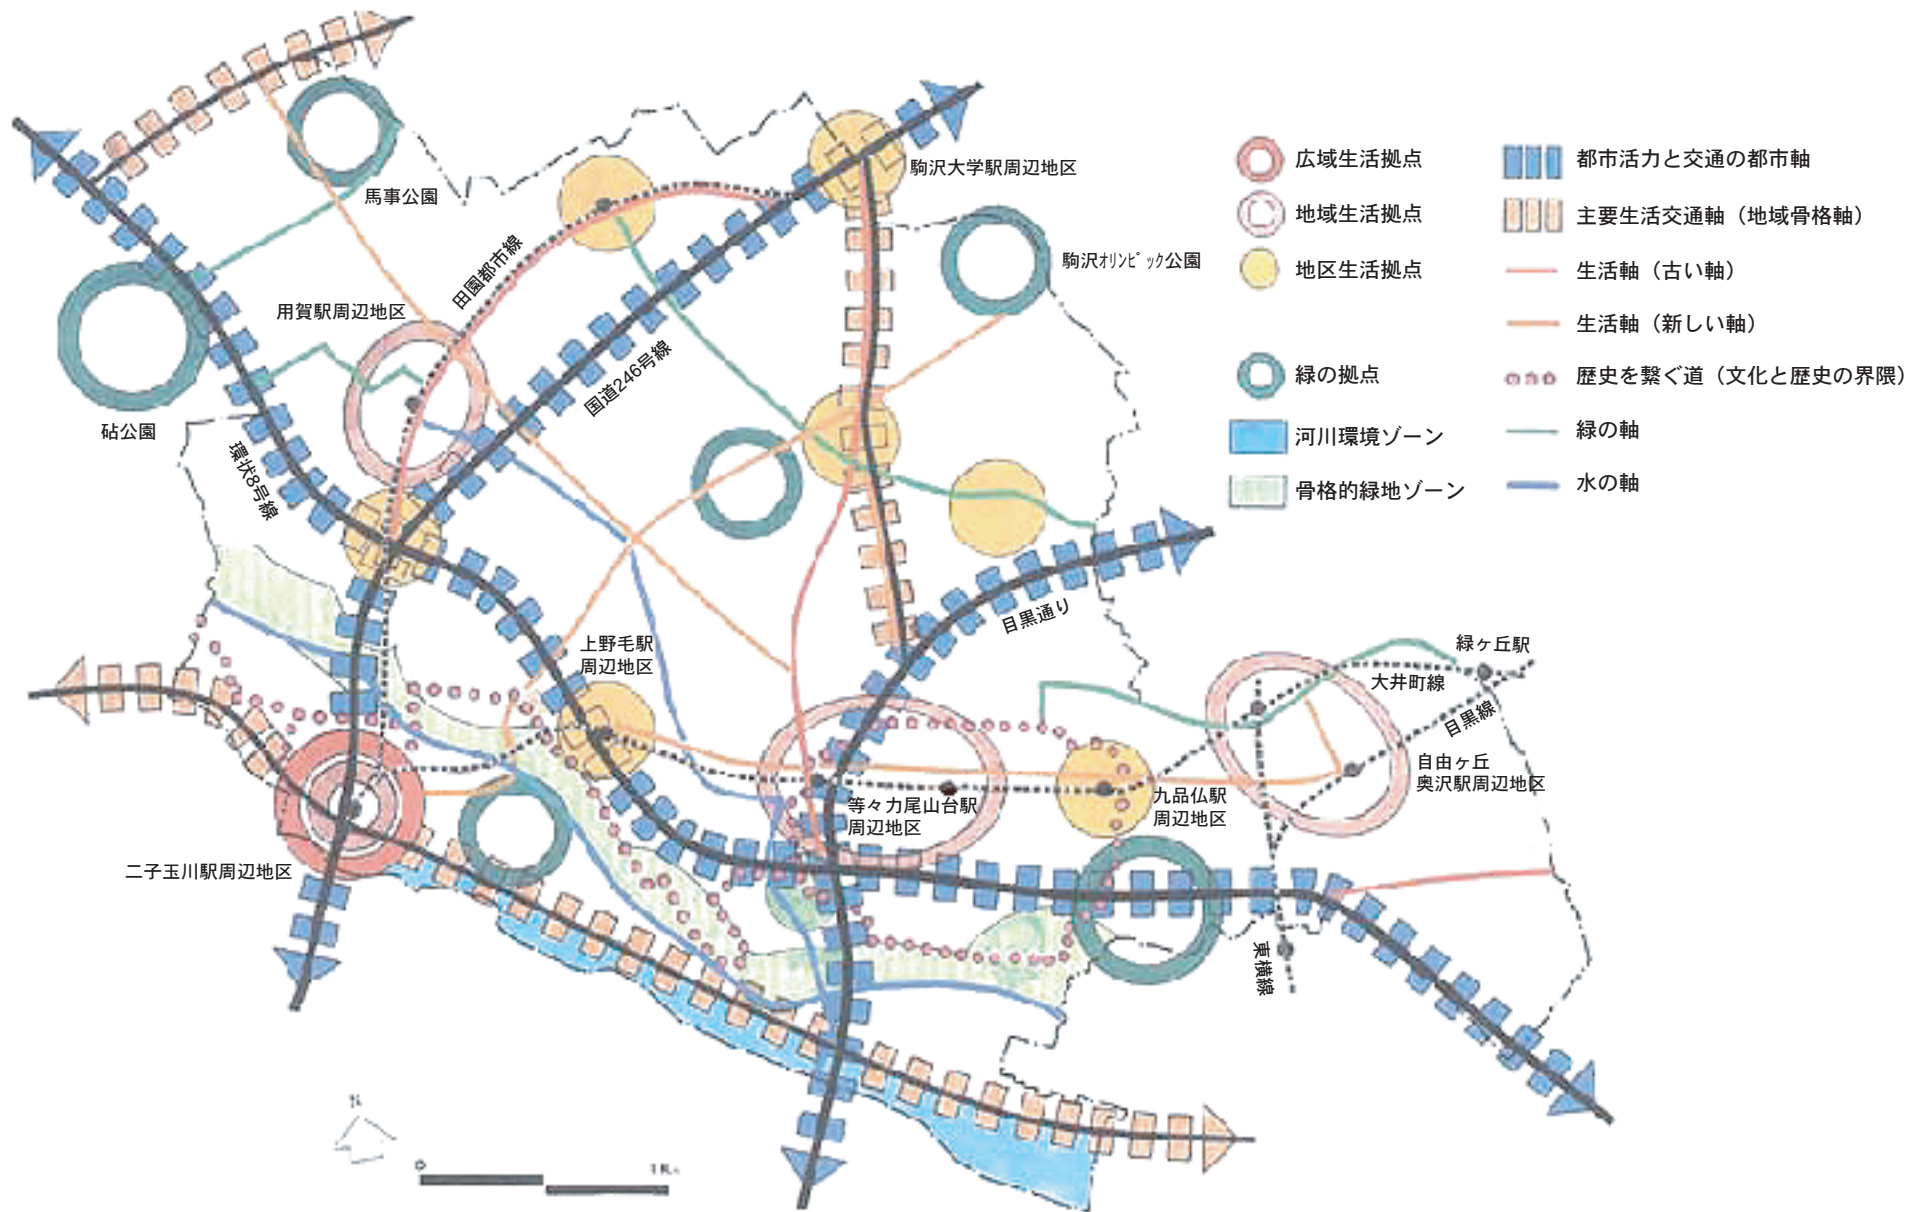 駒沢大学駅周辺地区
馬事公園
駒沢ｵﾘﾝﾋﾟｯｸ公園
田園都市線
用賀駅周辺地区
国道246号線
砧公園
環状8号線
目黒通り
上野毛駅
周辺地区
緑ヶ丘駅
大井町線
目黒線
自由ヶ丘
奥沢駅周辺地区
等々力尾山台駅
周辺地区
九品仏駅
周辺地区
二子玉川駅周辺地区
東横線
広域生活拠点
地域生活拠点
地区生活拠点
緑の拠点
河川環境ゾーン
骨格的緑地ゾーン
都市活力と交通の都市軸
主要生活交通軸（地域骨格軸）
生活軸（古い軸）
生活軸（新しい軸）
歴史を繋ぐ道（文化と歴史の界隈）
緑の軸
水の軸
N
0